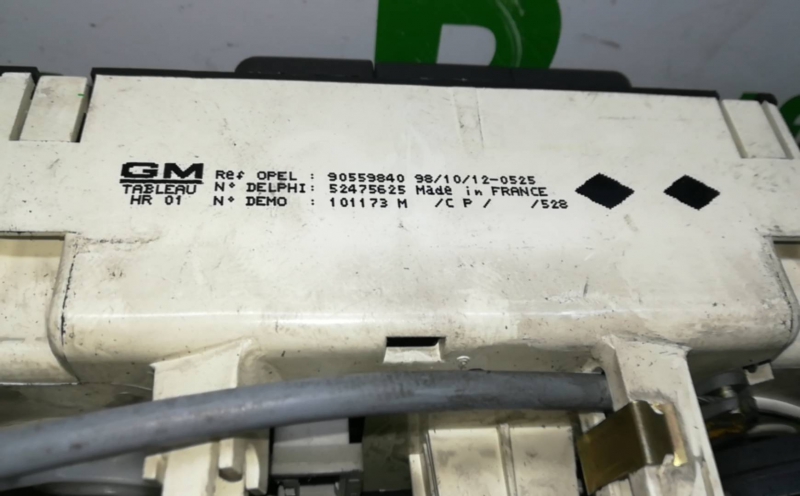 GM Ref OPEL : 90559840 98/10/12-0525
TABLEAU N° DELPHI: 52475625 Made in FRANCE
HR 01 N° DEMO : 101173 M /C P / /528